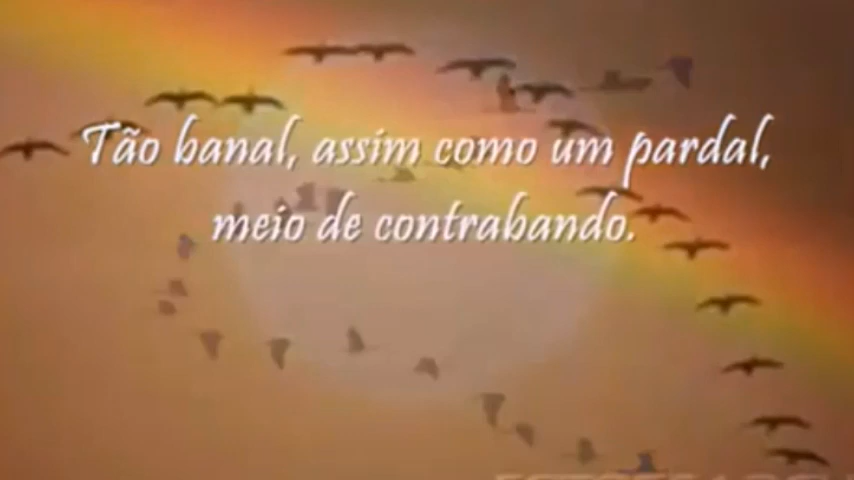 Tão banal, assim como um pardal,
meio de contrabando.